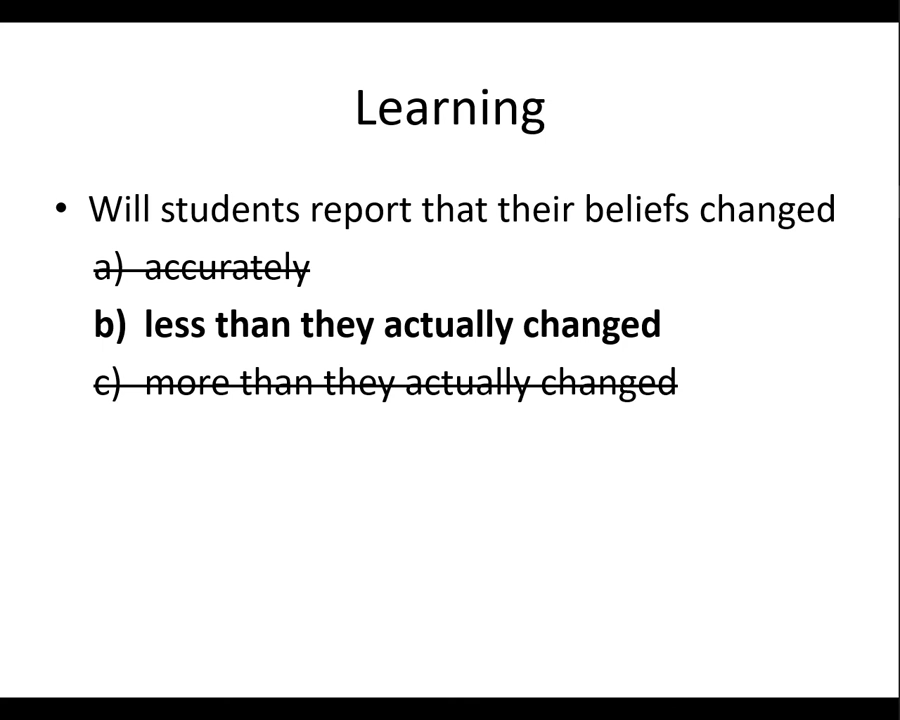 Learning
• Will students report that their beliefs changed
a) accurately
b) less than they actually changed
c) more than they actually changed